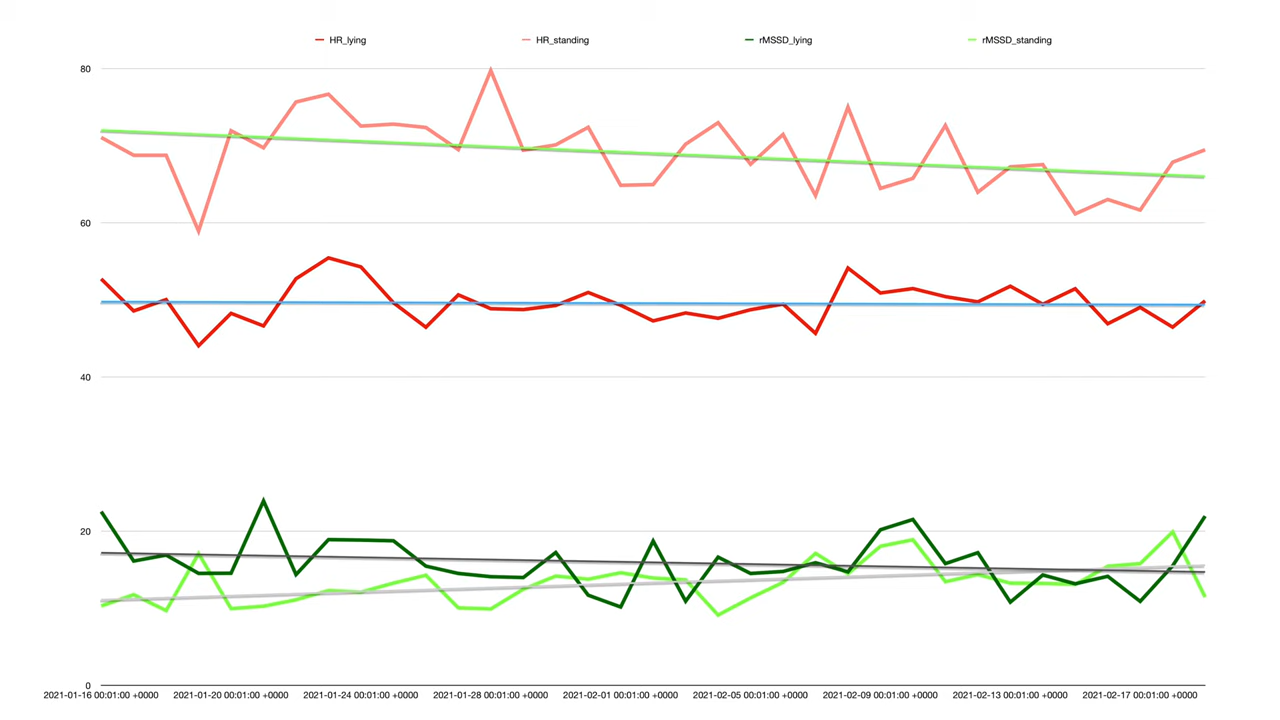 HR_lying HR_standing rMSSD_lying rMSSD_standing
80
60
40
20
0
2021-01-16 00:01:00 +0000 2021-01-20 00:01:00 +0000 2021-01-24 00:01:00 +0000 2021-01-28 00:01:00 +0000 2021-02-01 00:01:00 +0000 2021-02-05 00:01:00 +0000 2021-02-09 00:01:00 +0000 2021-02-13 00:01:00 +0000 2021-02-17 00:01:00 +0000